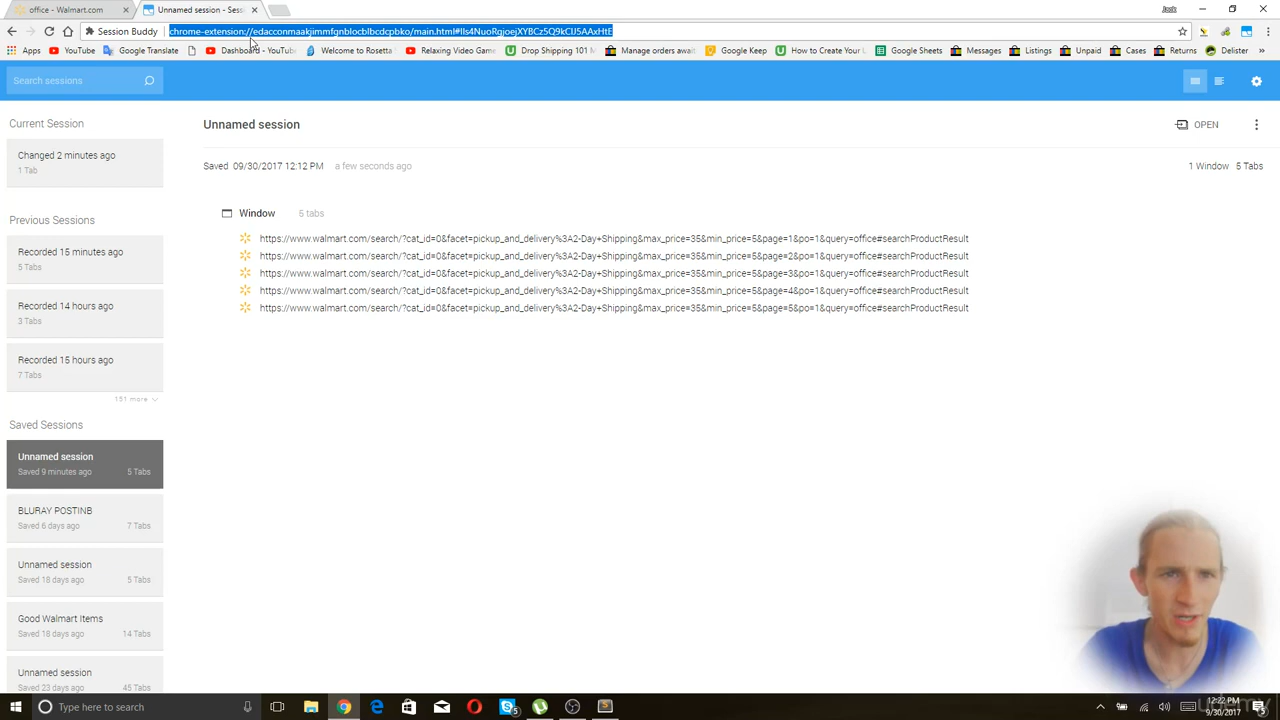 office - Walmart.com
Unnamed session - Sess
Session Buddy
chrome-extension://edacconmaakjimmfgnblocblbcdcpbko/main.html#
Apps
YouTube
Google Translate
Dashboard - YouTube
Welcome to Rosetta
Relaxing Video Game
Drop Shipping 101 - M
Manage orders await
Google Keep
How to Create Your L
Google Sheets
Messages
Listings
Unpaid
Cases
Returns
Delister
»
Search sessions
Current Session
Changed 2 minutes ago
1 Tab
Previous Sessions
Recorded 15 minutes ago
5 Tabs
Recorded 14 hours ago
3 Tabs
Recorded 15 hours ago
7 Tabs
151 more
Saved Sessions
Unnamed session
Saved 9 minutes ago 5 Tabs
BLURAY POSTINB
Saved 6 days ago 7 Tabs
Unnamed session
Saved 18 days ago 5 Tabs
Good Walmart Items
Saved 18 days ago 14 Tabs
Unnamed session
Saved 23 days ago 45 Tabs
Unnamed session
OPEN
Saved 09/30/2017 12:12 PM a few seconds ago
1 Window 5 Tabs
Window 5 tabs
https://www.walmart.com/search/?cat_id=0&facet=pickup_and_delivery%3A2-Day+Shipping&max_price=35&min_price=5&page=1&po=1&query=office#searchProductResult
https://www.walmart.com/search/?cat_id=0&facet=pickup_and_delivery%3A2-Day+Shipping&max_price=35&min_price=5&page=2&po=1&query=office#searchProductResult
https://www.walmart.com/search/?cat_id=0&facet=pickup_and_delivery%3A2-Day+Shipping&max_price=35&min_price=5&page=3&po=1&query=office#searchProductResult
https://www.walmart.com/search/?cat_id=0&facet=pickup_and_delivery%3A2-Day+Shipping&max_price=35&min_price=5&page=4&po=1&query=office#searchProductResult
https://www.walmart.com/search/?cat_id=0&facet=pickup_and_delivery%3A2-Day+Shipping&max_price=35&min_price=5&page=5&po=1&query=office#searchProductResult
Type here to search
12:22 PM
9/30/2017